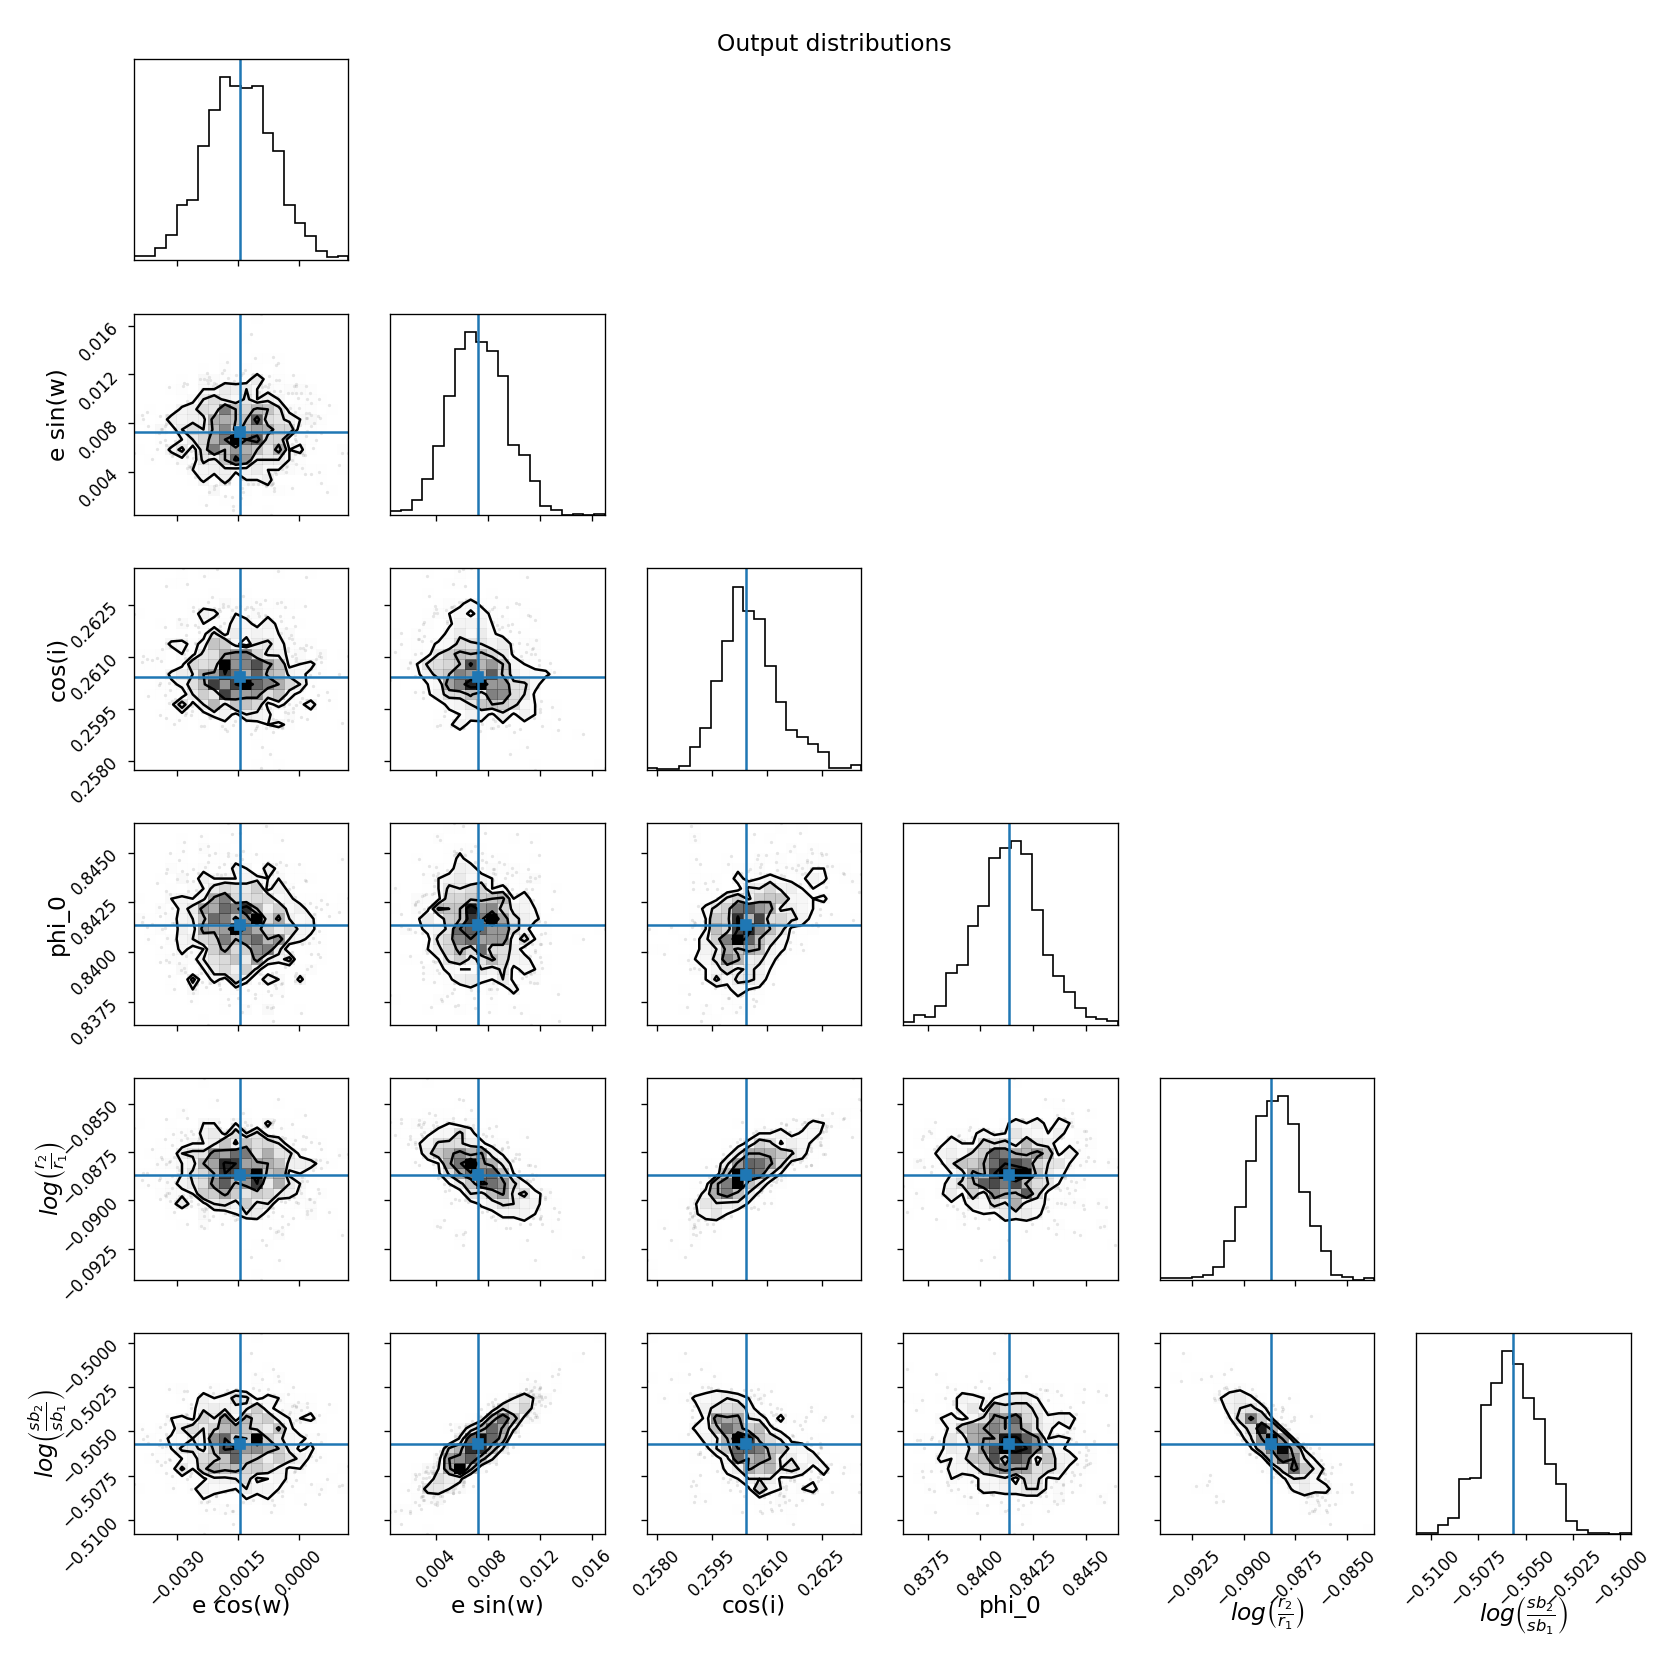 Output distributions
e sin(w)
0.016
0.012
0.008
0.004
cos(i)
0.2625
0.2610
0.2595
0.2580
phi_0
0.8450
0.8425
0.8400
0.8375
log(r₂/r₁)
−0.0850
−0.0875
−0.0900
−0.0925
log(sb₂/sb₁)
−0.5000
−0.5025
−0.5050
−0.5075
−0.5100
−0.0030 −0.0015 0.0000
0.004 0.008 0.012 0.016
0.2580 0.2595 0.2610 0.2625
0.8375 0.8400 0.8425 0.8450
−0.0925 −0.0900 −0.0875 −0.0850
−0.5100 −0.5075 −0.5050 −0.5025 −0.5000
e cos(w)
e sin(w)
cos(i)
phi_0
log(r₂/r₁)
log(sb₂/sb₁)